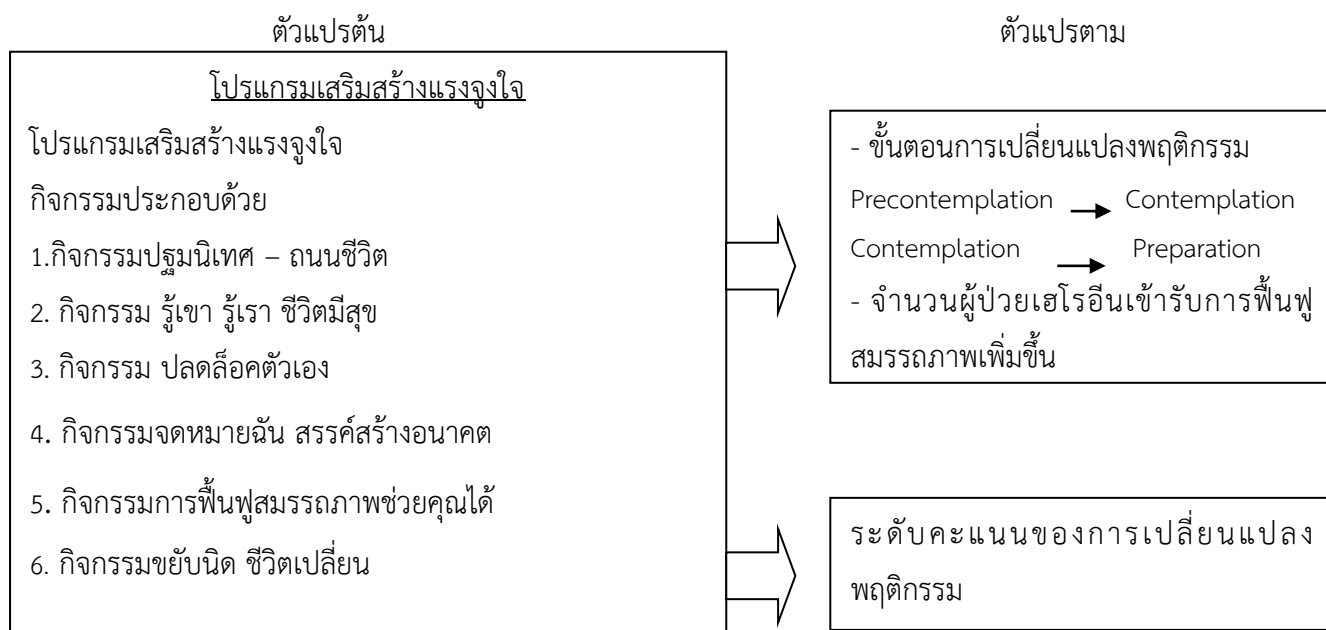 ตัวแปรต้น
ตัวแปรตาม
โปรแกรมเสริมสร้างแรงจูงใจ
โปรแกรมเสริมสร้างแรงจูงใจ
กิจกรรมประกอบด้วย
1.กิจกรรมปฐมนิเทศ – ถนนชีวิต
2. กิจกรรม รู้เขา รู้เรา ชีวิตมีสุข
3. กิจกรรม ปลดล็อคตัวเอง
4. กิจกรรมจดหมายฉัน สรรค์สร้างอนาคต
5. กิจกรรมการฟื้นฟูสมรรถภาพช่วยคุณได้
6. กิจกรรมขยับนิด ชีวิตเปลี่ยน
- ขั้นตอนการเปลี่ยนแปลงพฤติกรรม
Precontemplation → Contemplation
Contemplation → Preparation
- จำนวนผู้ป่วยเฮโรอีนเข้ารับการฟื้นฟู
สมรรถภาพเพิ่มขึ้น
ระดับคะแนนของการเปลี่ยนแปลง
พฤติกรรม